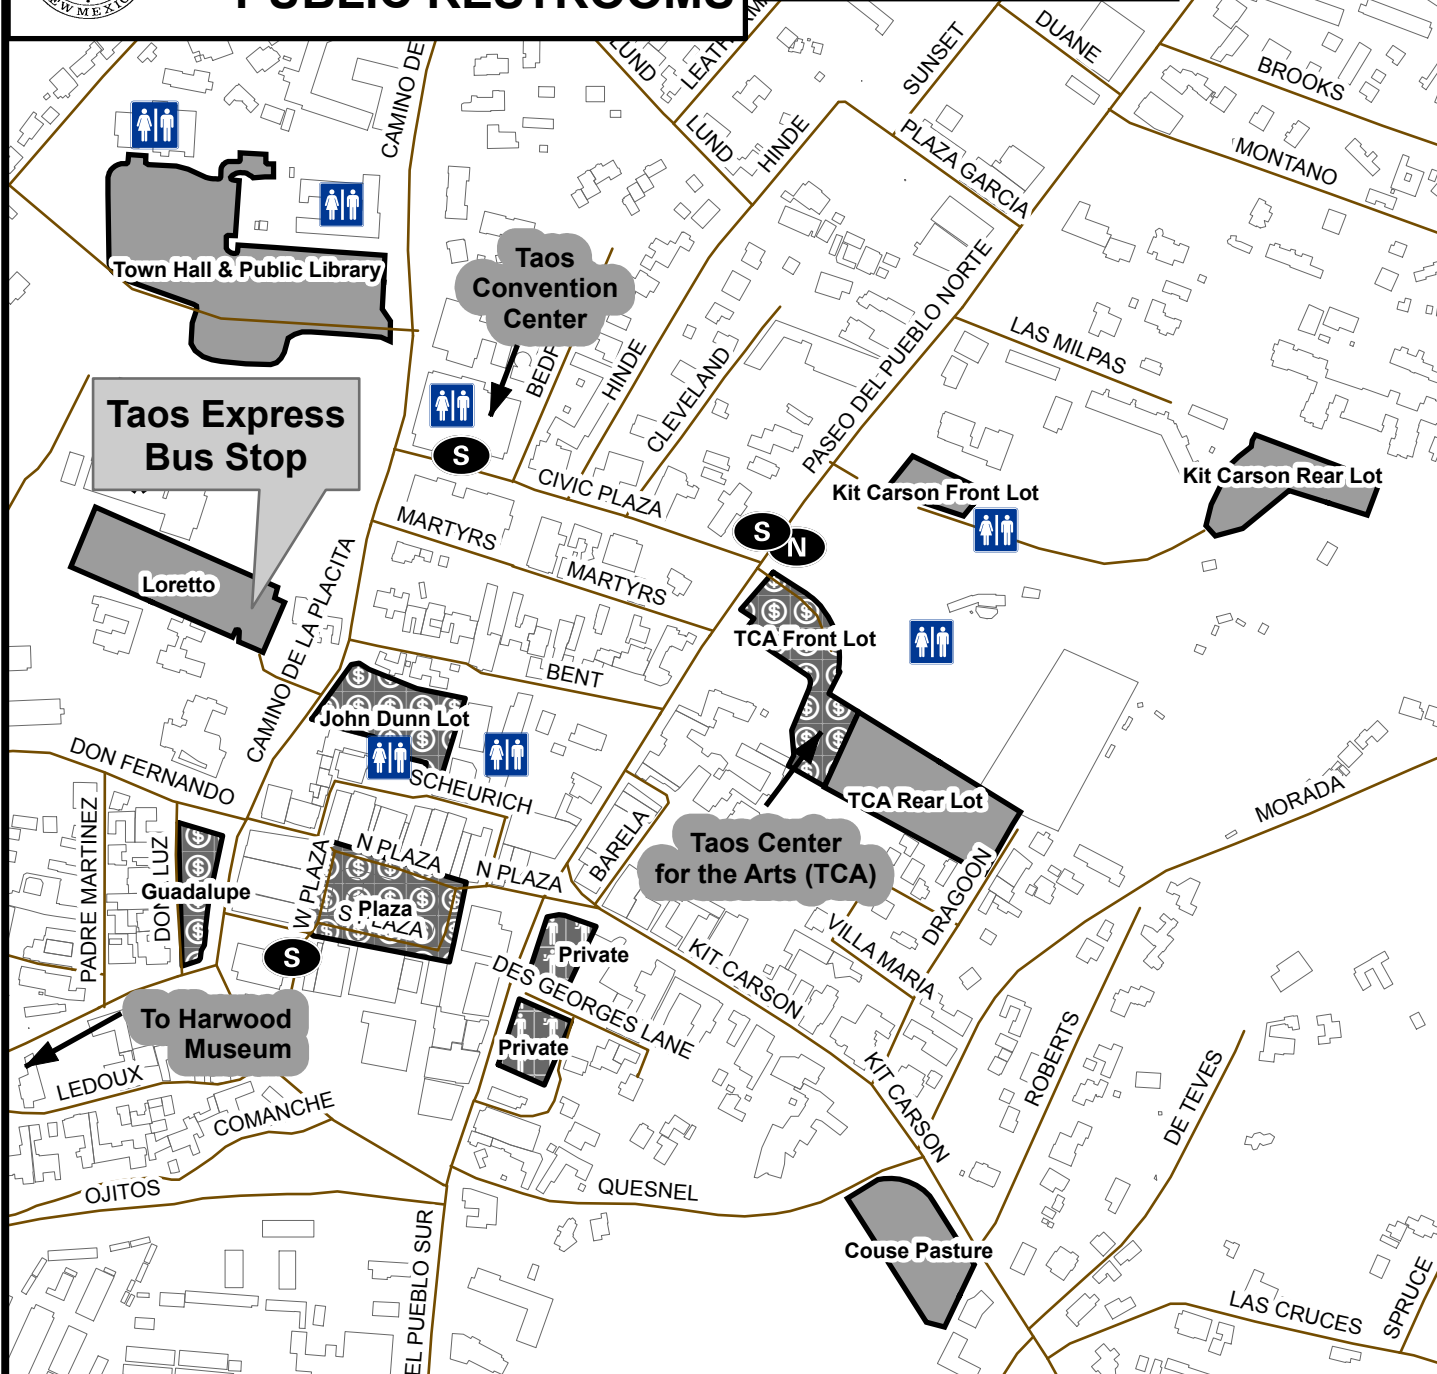 NEW MEXICO
PUBLIC RESTROOMS
CAMINO DE
LUND
SUNSET
DUANE
BROOKS
LUND
HINDE
PLAZA GARCIA
MONTANO
Town Hall & Public Library
Taos
Convention
Center
PASEO DEL PUEBLO NORTE
LAS MILPAS
HINDE
CLEVELAND
Taos Express
Bus Stop
S
CIVIC PLAZA
Kit Carson Front Lot
Kit Carson Rear Lot
MARTYRS
S
N
MARTYRS
Loretto
CAMINO DE LA PLACITA
TCA Front Lot
BENT
John Dunn Lot
DON FERNANDO
SCHEURICH
TCA Rear Lot
MORADA
PADRE MARTINEZ
DON LUZ
Guadalupe
W PLAZA
N PLAZA
N PLAZA
BARELA
Taos Center
for the Arts (TCA)
DRAGOON
Plaza
S PLAZA
VILLA MARIA
S
Private
KIT CARSON
DES GEORGES LANE
To Harwood
Museum
Private
LEDOUX
COMANCHE
KIT CARSON
ROBERTS
DE TEVES
OJITOS
QUESNEL
EL PUEBLO SUR
Couse Pasture
LAS CRUCES
SPRUCE